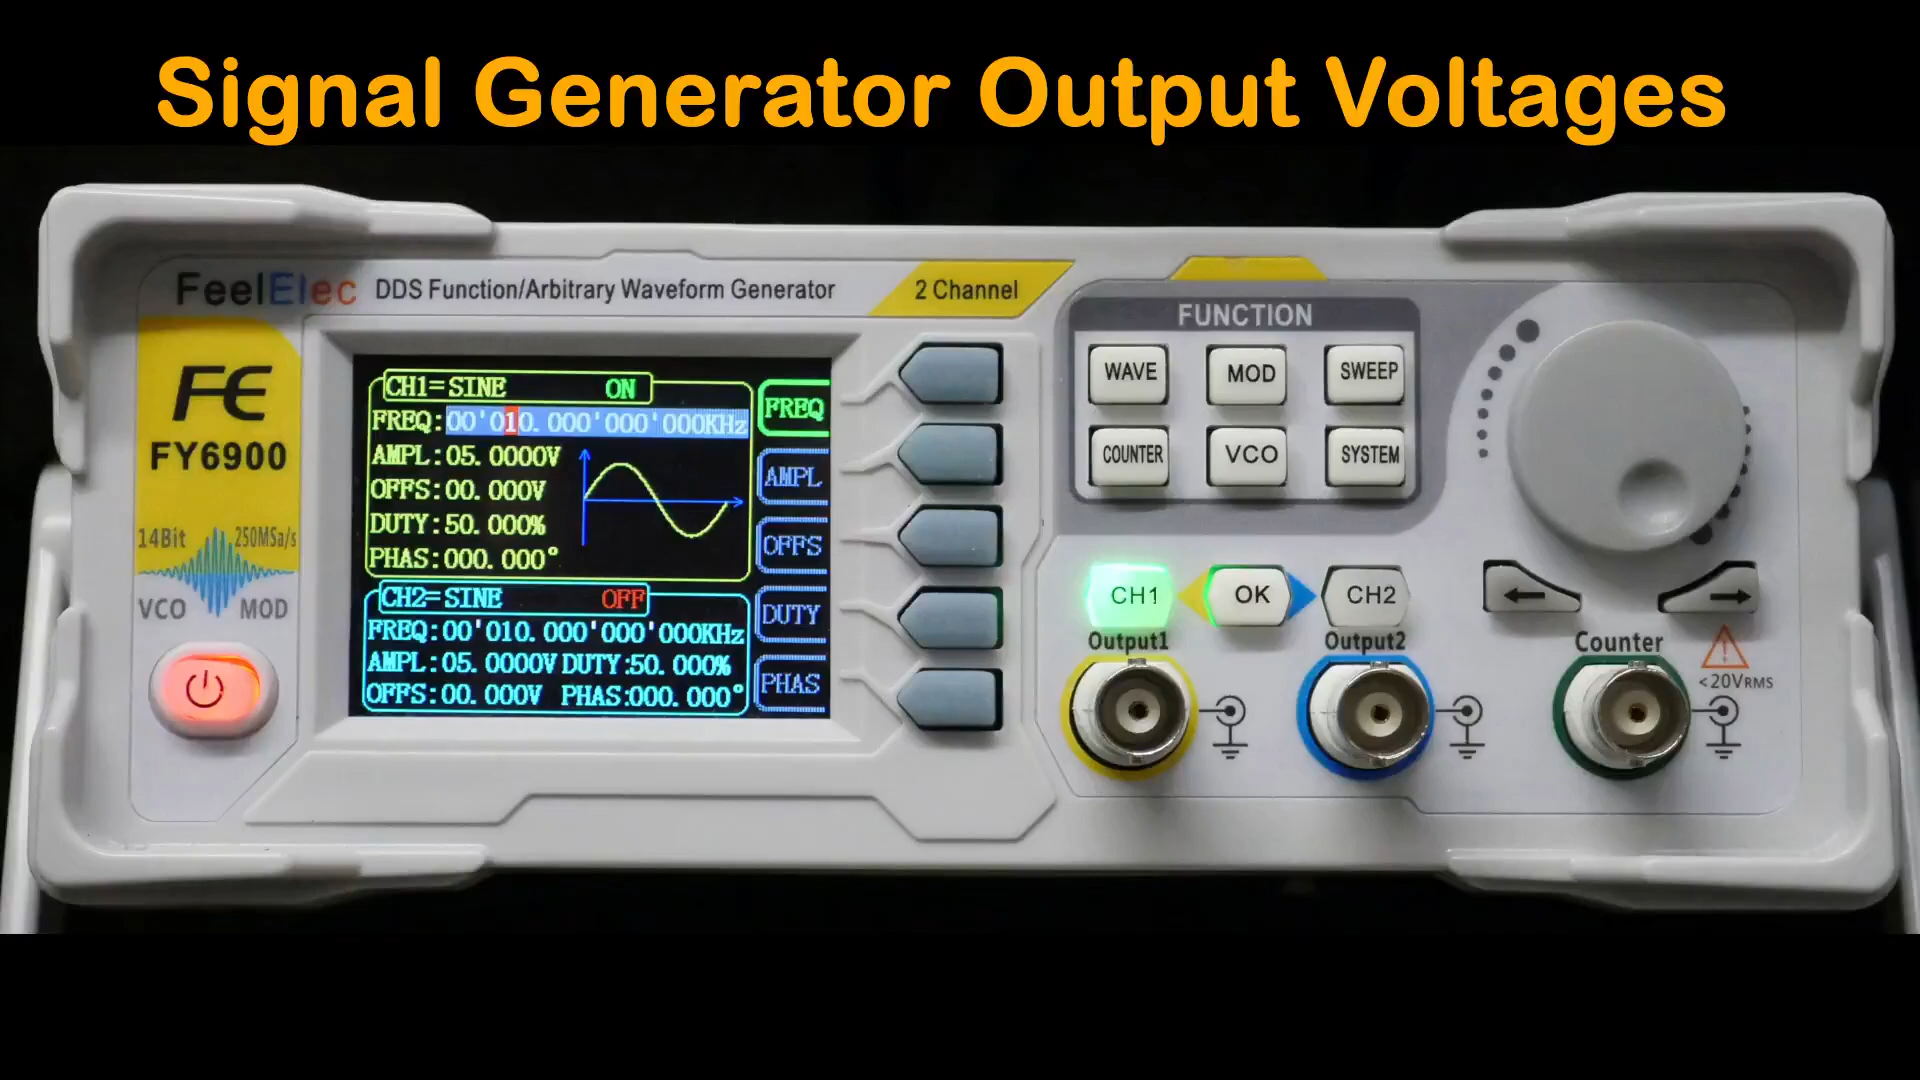 Signal Generator Output Voltages
FeelElec DDS Function/Arbitrary Waveform Generator 2 Channel
FE
FY6900
14Bit 250MSa/s
VCO MOD
CH1=SINE ON
FREQ:00'010.000'000'000KHz
AMPL:05.0000V
OFFS:00.000V
DUTY:50.000%
PHAS:000.000°
CH2=SINE OFF
FREQ:00'010.000'000'000KHz
AMPL:05.0000V DUTY:50.000%
OFFS:00.000V PHAS:000.000°
FREQ
AMPL
OFFS
DUTY
PHAS
FUNCTION
WAVE MOD SWEEP
COUNTER VCO SYSTEM
CH1 OK CH2
Output1 Output2 Counter
<20VRMS